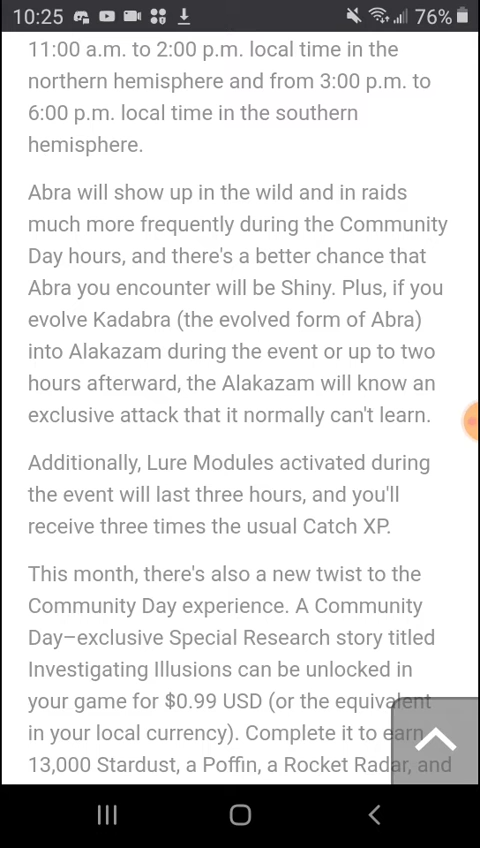 10:25
76%
11:00 a.m. to 2:00 p.m. local time in the
northern hemisphere and from 3:00 p.m. to
6:00 p.m. local time in the southern
hemisphere.
Abra will show up in the wild and in raids
much more frequently during the Community
Day hours, and there's a better chance that
Abra you encounter will be Shiny. Plus, if you
evolve Kadabra (the evolved form of Abra)
into Alakazam during the event or up to two
hours afterward, the Alakazam will know an
exclusive attack that it normally can't learn.
Additionally, Lure Modules activated during
the event will last three hours, and you'll
receive three times the usual Catch XP.
This month, there's also a new twist to the
Community Day experience. A Community
Day–exclusive Special Research story titled
Investigating Illusions can be unlocked in
your game for $0.99 USD (or the equivalent
in your local currency). Complete it to earn
13,000 Stardust, a Poffin, a Rocket Radar, and